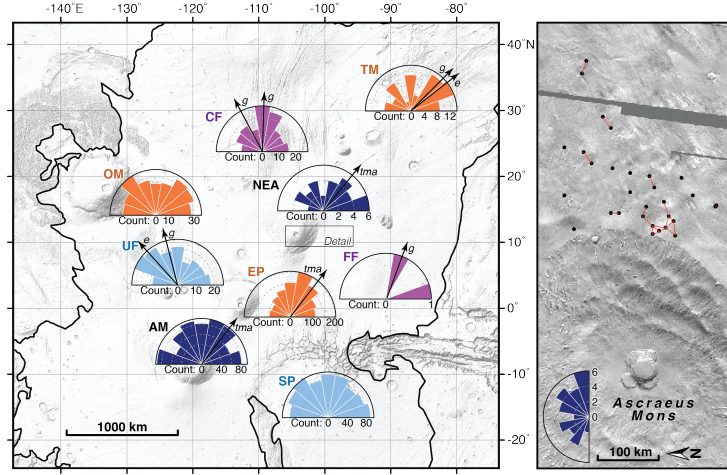 -140°E -130 -120 -110 -100 -90 -80
40°N
30°
20°
10°
0°
-10°
-20°
TM
g
e
Count: 0 4 8 12
CF
g
g
Count: 0 10 20
OM
Count: 0 10 30
NEA
tma
Count: 0 2 4 6
Detail
UF
e
g
Count: 0 10 20
EP
tma
Count: 0 100 200
FF
g
Count: 0 1
AM
tma
Count: 0 40 80
SP
Count: 0 40 80
1000 km
6
4
2
0
Ascraeus
Mons
100 km
N